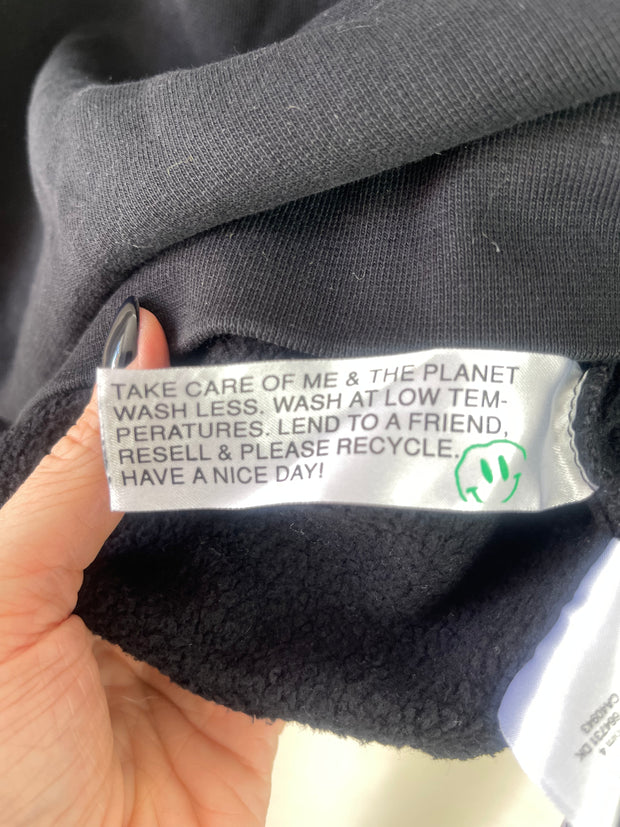 TAKE CARE OF ME & THE PLANET
WASH LESS. WASH AT LOW TEM-
PERATURES. LEND TO A FRIEND,
RESELL & PLEASE RECYCLE.
HAVE A NICE DAY!